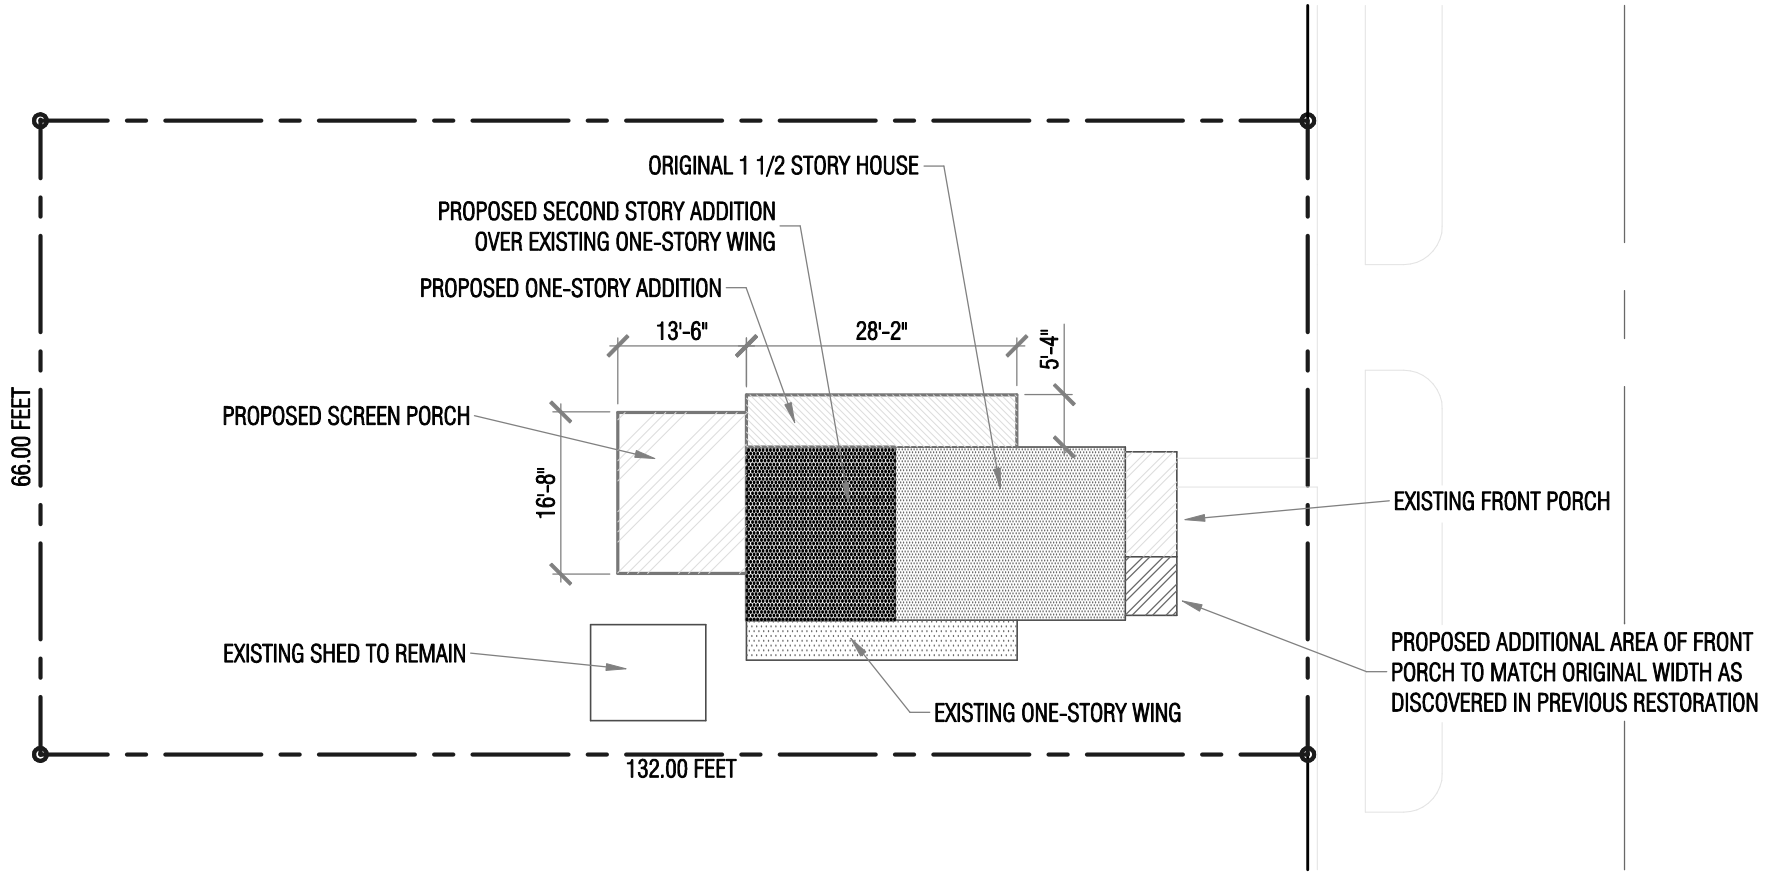 ORIGINAL 1 1/2 STORY HOUSE
PROPOSED SECOND STORY ADDITION
OVER EXISTING ONE-STORY WING
PROPOSED ONE-STORY ADDITION
13'-6"
28'-2"
5'-4"
66.00 FEET
PROPOSED SCREEN PORCH
16'-8"
EXISTING FRONT PORCH
EXISTING SHED TO REMAIN
PROPOSED ADDITIONAL AREA OF FRONT
PORCH TO MATCH ORIGINAL WIDTH AS
DISCOVERED IN PREVIOUS RESTORATION
EXISTING ONE-STORY WING
132.00 FEET